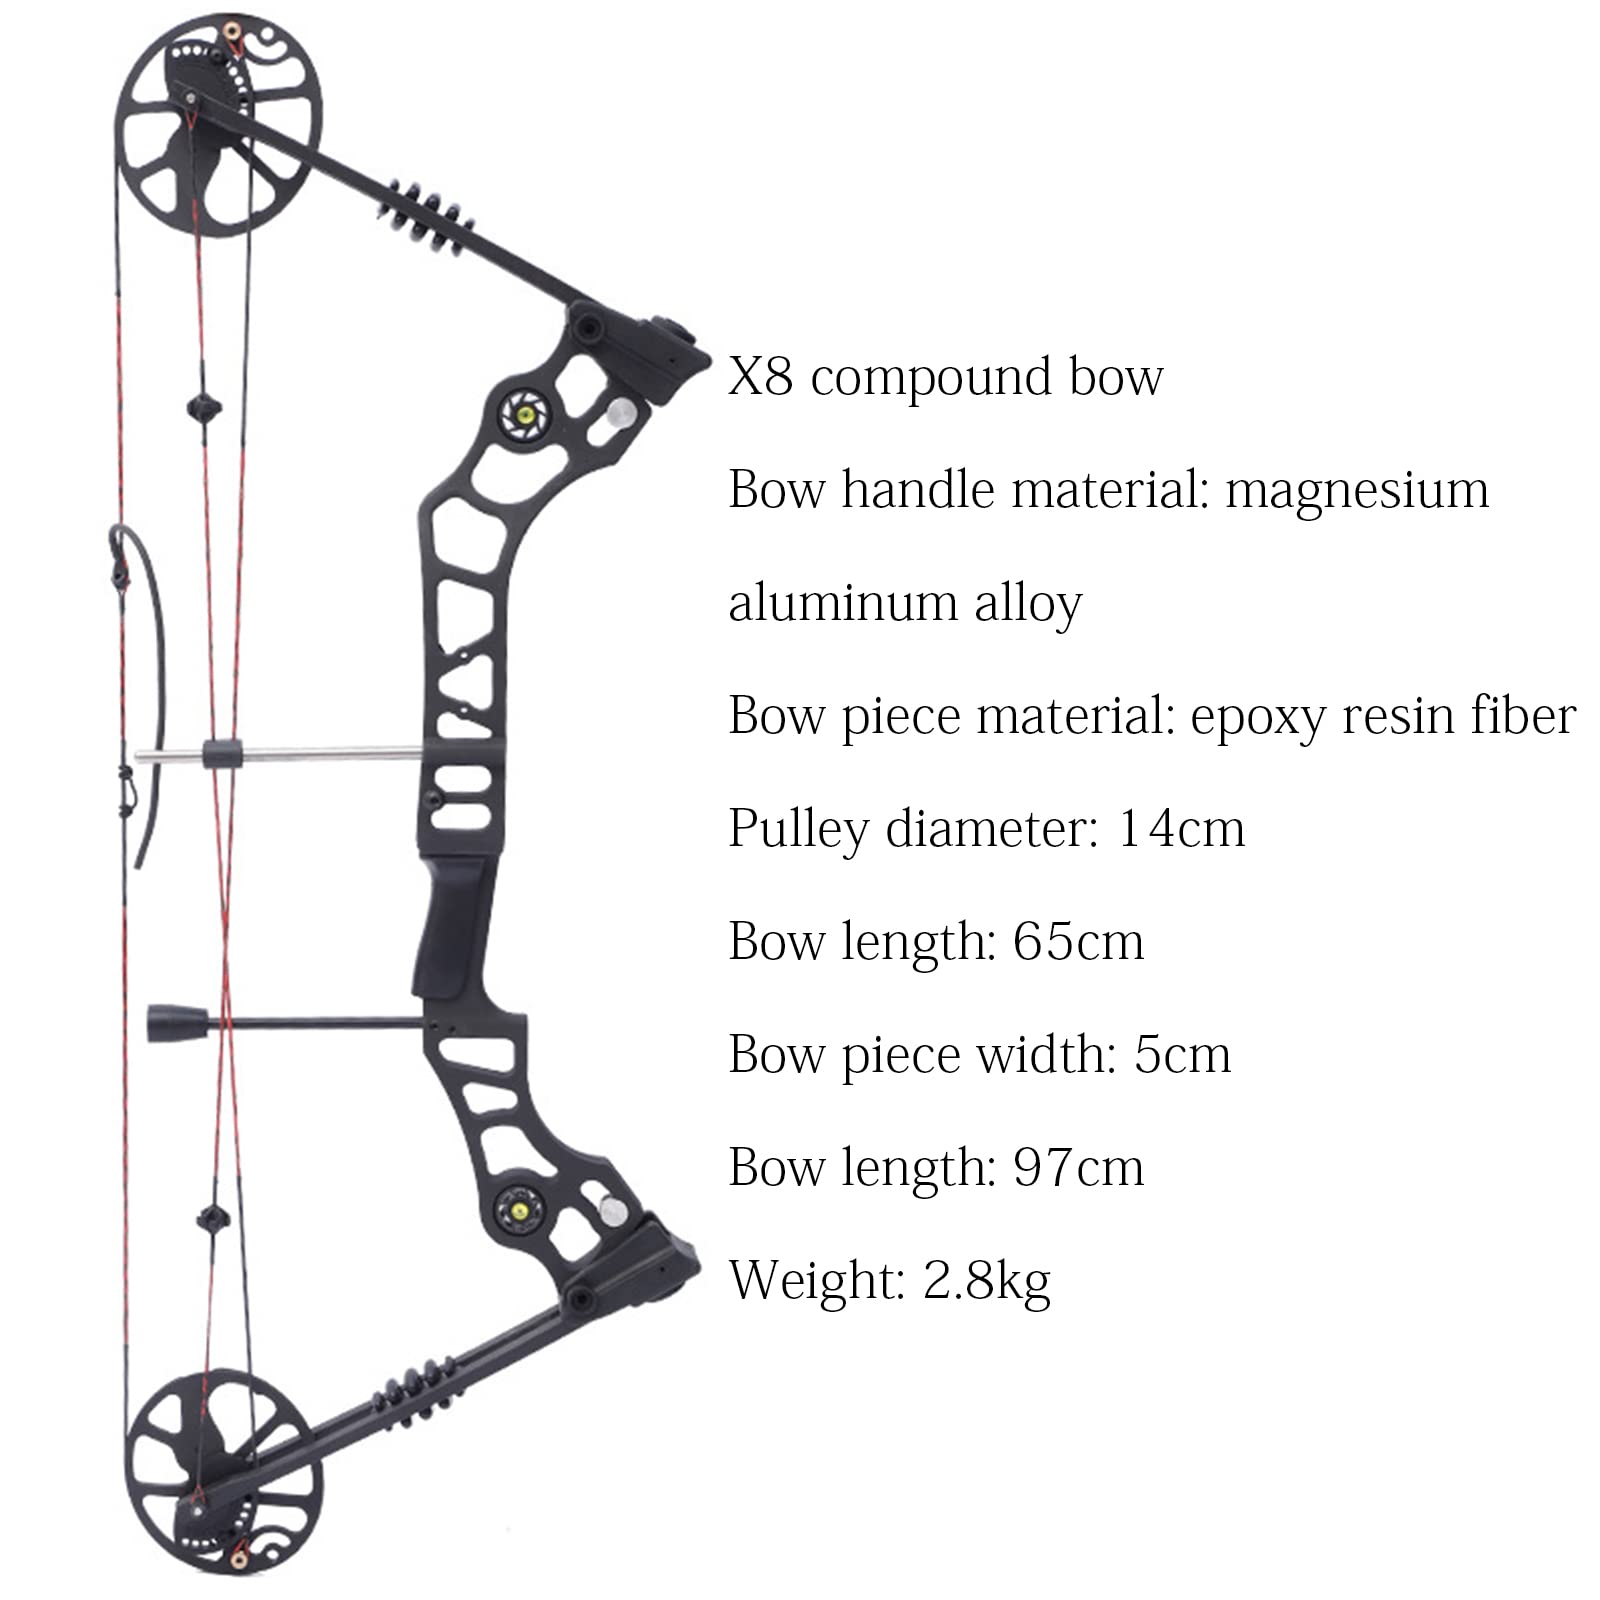 X8 compound bow
Bow handle material: magnesium
aluminum alloy
Bow piece material: epoxy resin fiber
Pulley diameter: 14cm
Bow length: 65cm
Bow piece width: 5cm
Bow length: 97cm
Weight: 2.8kg